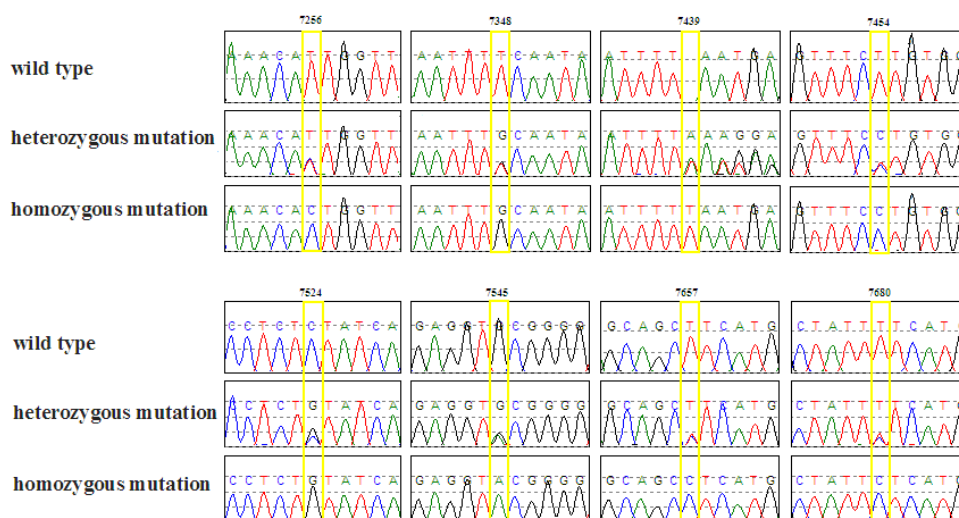 7256 7348 7439 7454
wild type A A A C A T T G G T T A A T T T T C A A T A A T T T T A A T G A G T T T C T T G T G
heterozygous mutation A A A C A T T G G T T A A T T T G C A A T A A T T T T A A A G G A G T T T C C T G T G
homozygous mutation A A A C A C T G G T T A A T T T G C A A T A A T T T T T A A T G A G T T T C C T G T G
7524 7545 7657 7680
wild type C C T C T C T A T C A G A G G T G C G G G G G C A G C T T C A T G C T A T T T T C A T
heterozygous mutation C T C T G T A T C A G A G G T G C G G G G G C A G C T T C A T G C T A T T T T C A T
homozygous mutation C C T C T G T A T C A G A G G T A C G G G G G C A G C C T C A T G C T A T T C T C A T